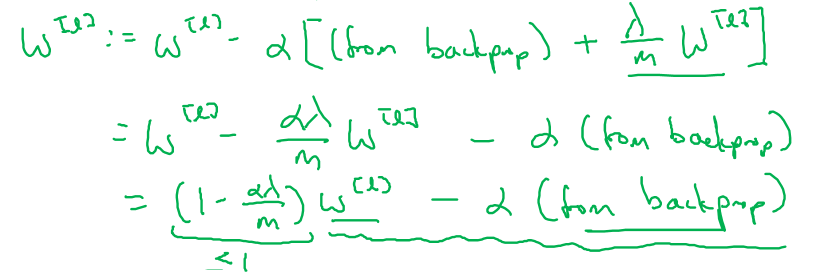 W^[l] := W^[l] - α[(from backprop) + λ/m W^[l]]
= W^[l] - αλ/m W^[l] - α (from backprop)
= (1 - αλ/m) W^[l] - α (from backprop)
< 1